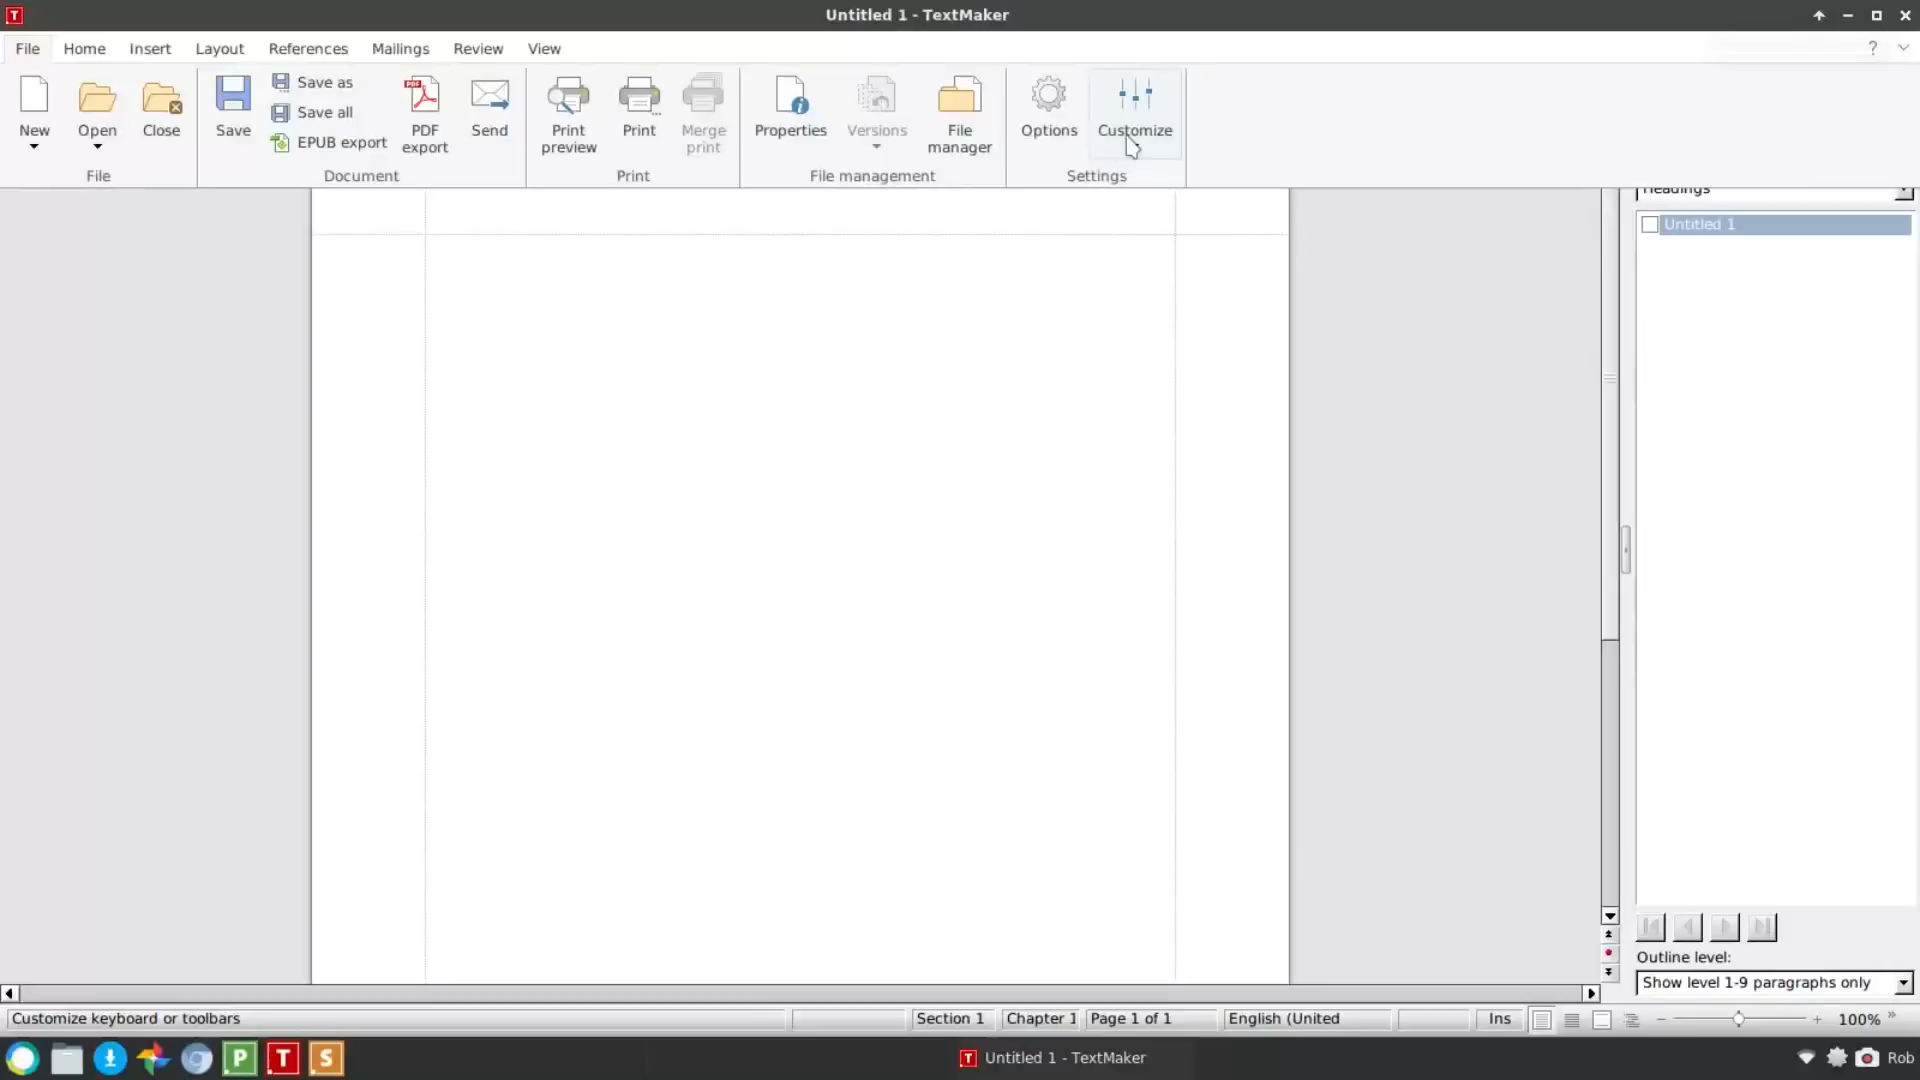 Untitled 1 - TextMaker
File Home Insert Layout References Mailings Review View ?
New Open Close
Save
Save as
Save all
EPUB export
PDF export
Send
Print preview
Print
Merge print
Properties
Versions
File manager
Options
Customize
File Document Print File management Settings
Headings
Untitled 1
Outline level:
Show level 1-9 paragraphs only
Customize keyboard or toolbars Section 1 Chapter 1 Page 1 of 1 English (United Ins 100% »
P T S T Untitled 1 - TextMaker Rob